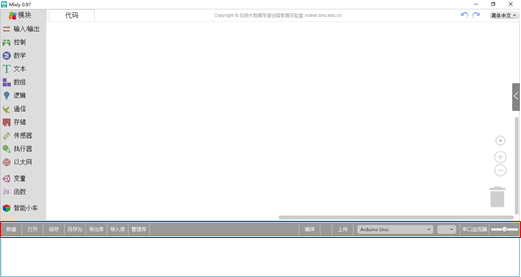 Mixly 0.97
模块
代码
Copyright © 北师大教育学部创客教育实验室 maker.bnu.edu.cn
简体中文
输入/输出
控制
数学
文本
数组
逻辑
通信
存储
传感器
执行器
以太网
变量
函数
智能小车
新建 打开 保存 另存为 导出库 导入库 管理库 编译 上传 Arduino Uno 串口监视器